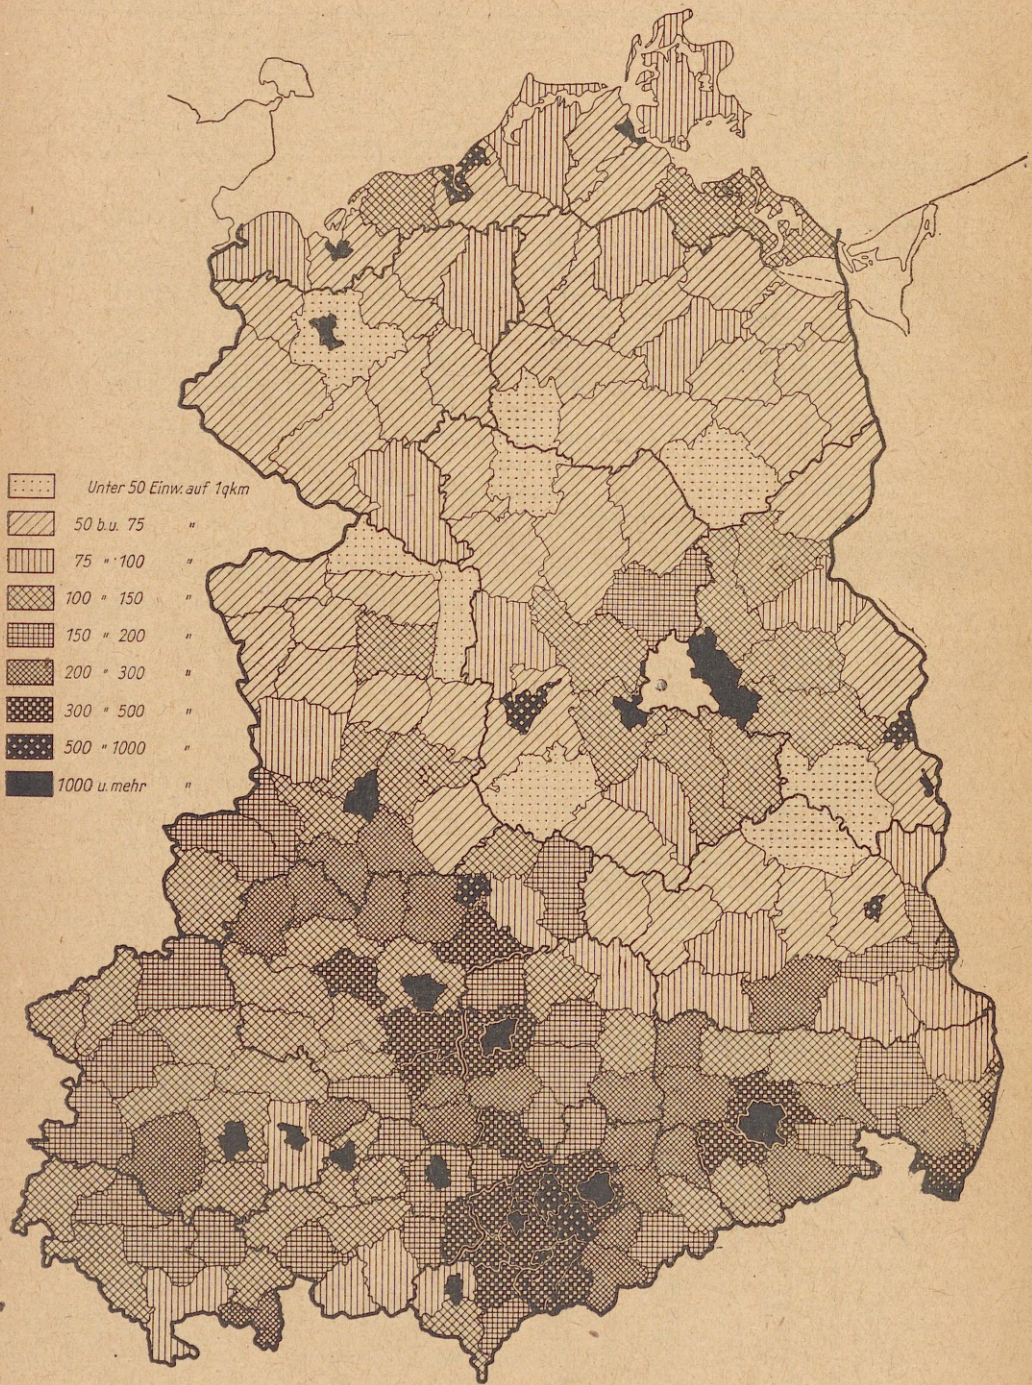 Unter 50 Einw. auf 1qkm
50 b.u. 75 "
75 " 100 "
100 " 150 "
150 " 200 "
200 " 300 "
300 " 500 "
500 " 1000 "
1000 u. mehr "